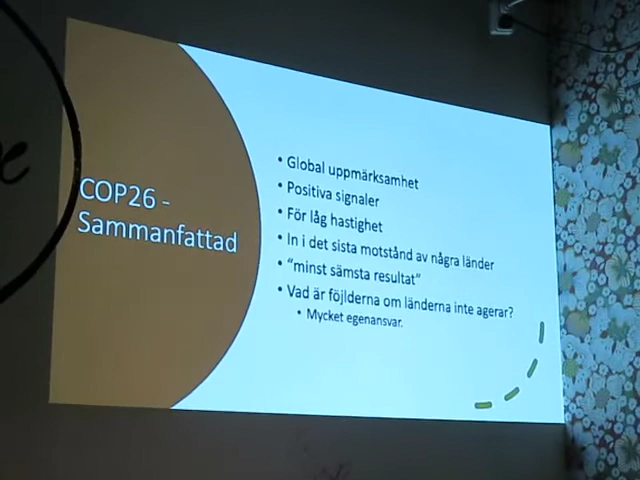 COP26 -
Sammanfattad
• Global uppmärksamhet
• Positiva signaler
• För låg hastighet
• In i det sista motstånd av några länder
• "minst sämsta resultat"
• Vad är föjlderna om länderna inte agerar?
• Mycket egenansvar.